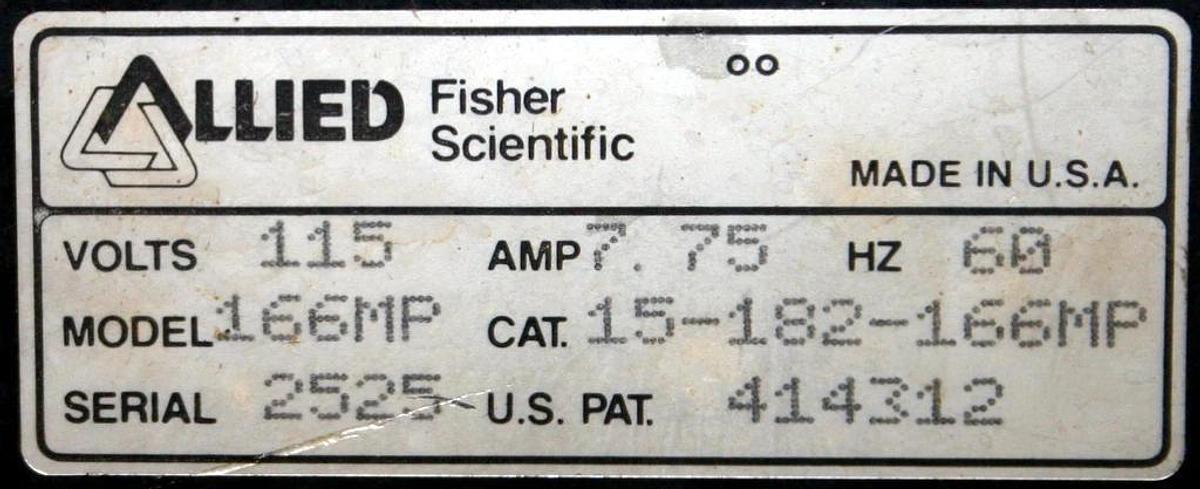 ALLIED Fisher
Scientific
oo
MADE IN U.S.A.
VOLTS 115 AMP 7.75 HZ 60
MODEL 166MP CAT. 15-182-166MP
SERIAL 2525 U.S. PAT. 414312